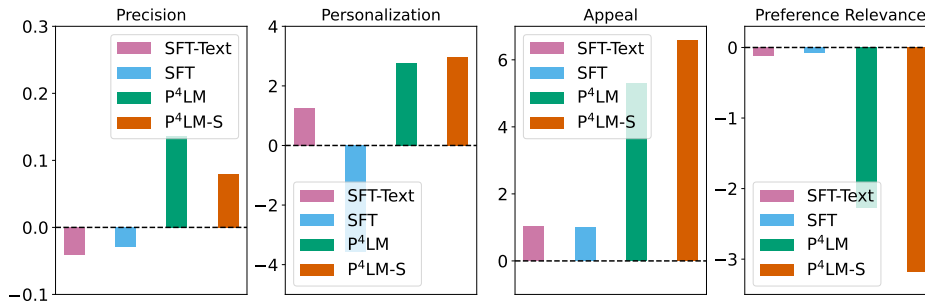 Precision
0.3
0.2
0.1
0.0
−0.1
SFT-Text
SFT
P⁴LM
P⁴LM-S
Personalization
4
2
0
−2
−4
SFT-Text
SFT
P⁴LM
P⁴LM-S
Appeal
6
4
2
0
SFT-Text
SFT
P⁴LM
P⁴LM-S
Preference Relevance
0
−1
−2
−3
SFT-Text
SFT
P⁴LM
P⁴LM-S